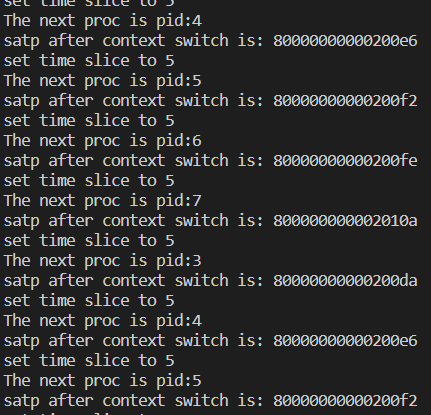 set time slice to 5
The next proc is pid:4
satp after context switch is: 80000000000200e6
set time slice to 5
The next proc is pid:5
satp after context switch is: 80000000000200f2
set time slice to 5
The next proc is pid:6
satp after context switch is: 80000000000200fe
set time slice to 5
The next proc is pid:7
satp after context switch is: 800000000002010a
set time slice to 5
The next proc is pid:3
satp after context switch is: 80000000000200da
set time slice to 5
The next proc is pid:4
satp after context switch is: 80000000000200e6
set time slice to 5
The next proc is pid:5
satp after context switch is: 80000000000200f2